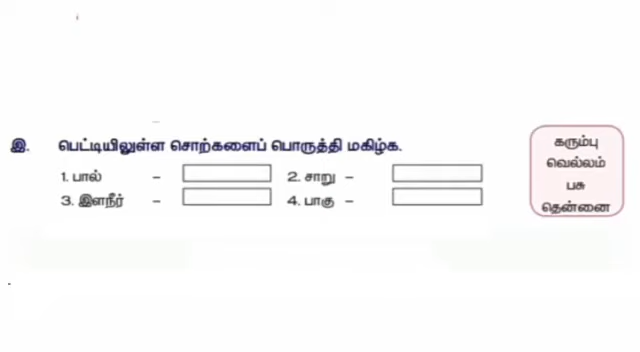 இ. பெட்டியிலுள்ள சொற்களைப் பொருத்தி மகிழ்க.
1. பால் –
2. சாறு –
3. இளநீர் –
4. பாகு –
கரும்பு
வெல்லம்
பசு
தென்னை